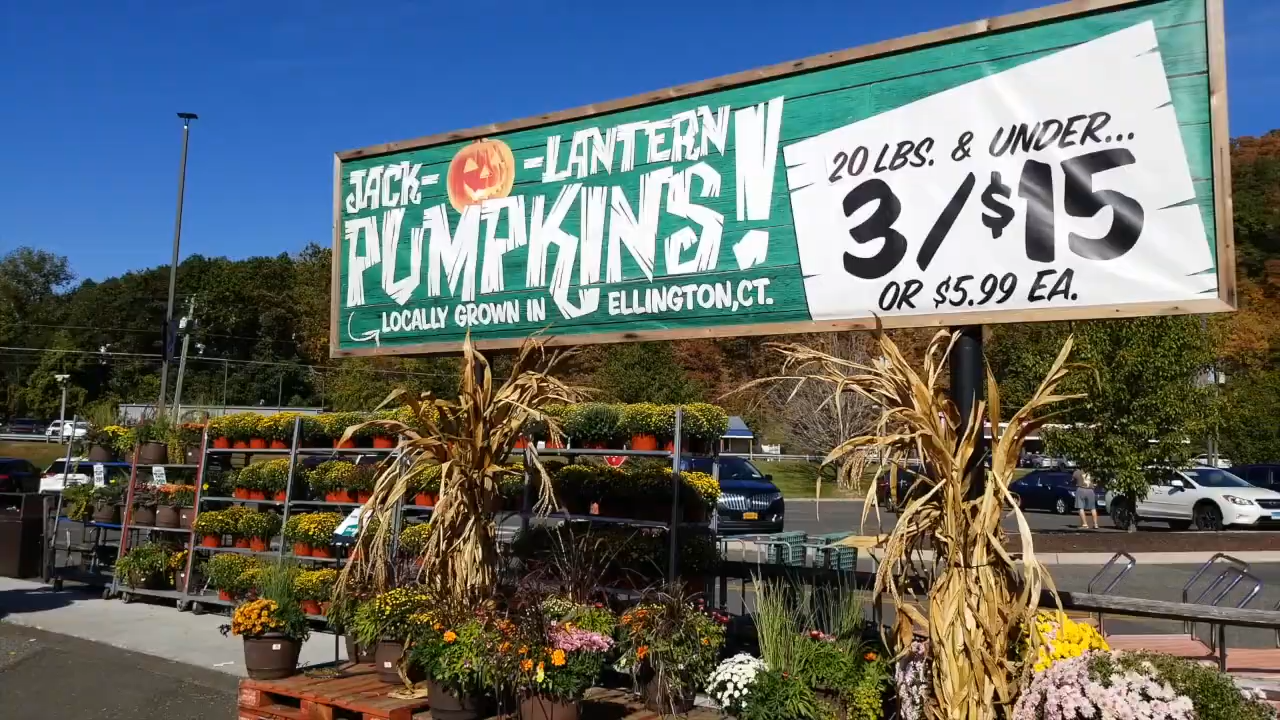 JACK-O-LANTERN
PUMPKINS!
LOCALLY GROWN IN ELLINGTON, CT.
20 LBS. & UNDER...
3/$15
OR $5.99 EA.